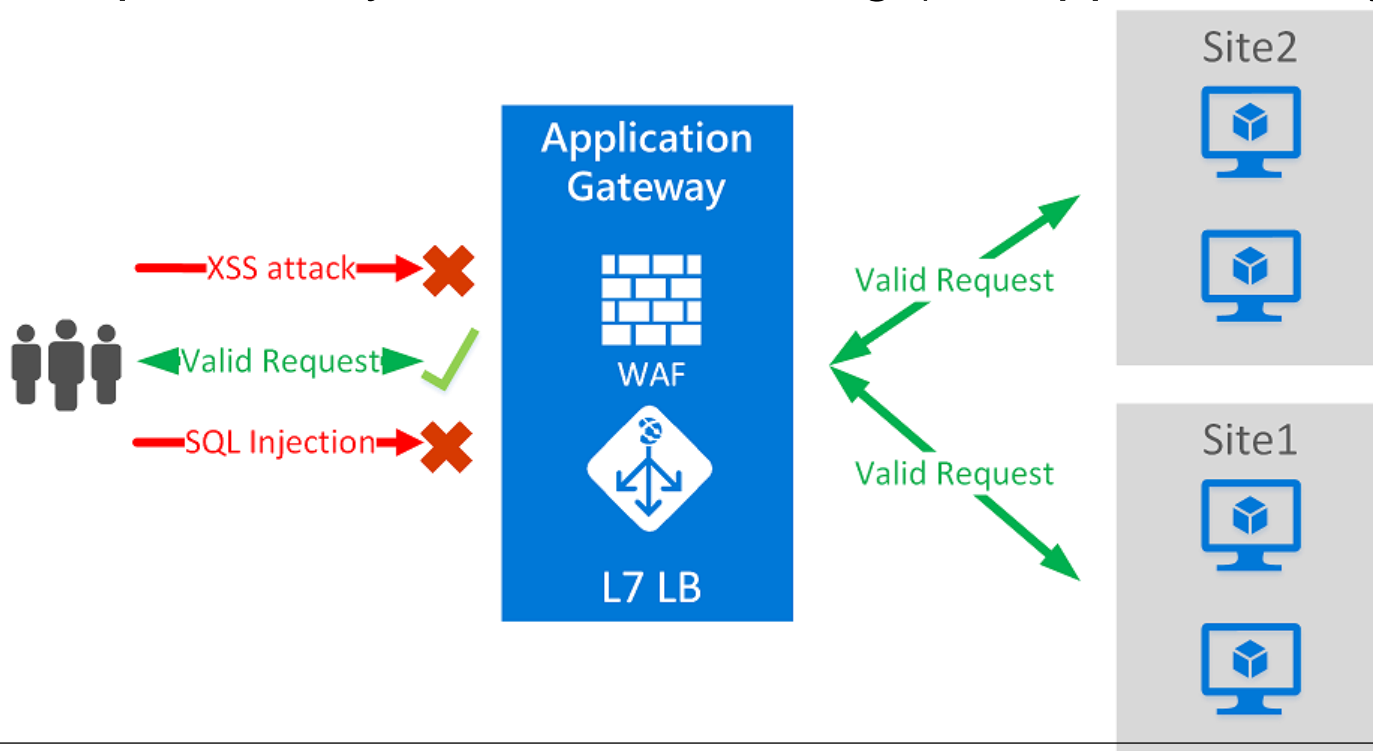 Site2
Application
Gateway
XSS attack
Valid Request
WAF
Valid Request
SQL Injection
Site1
Valid Request
L7 LB